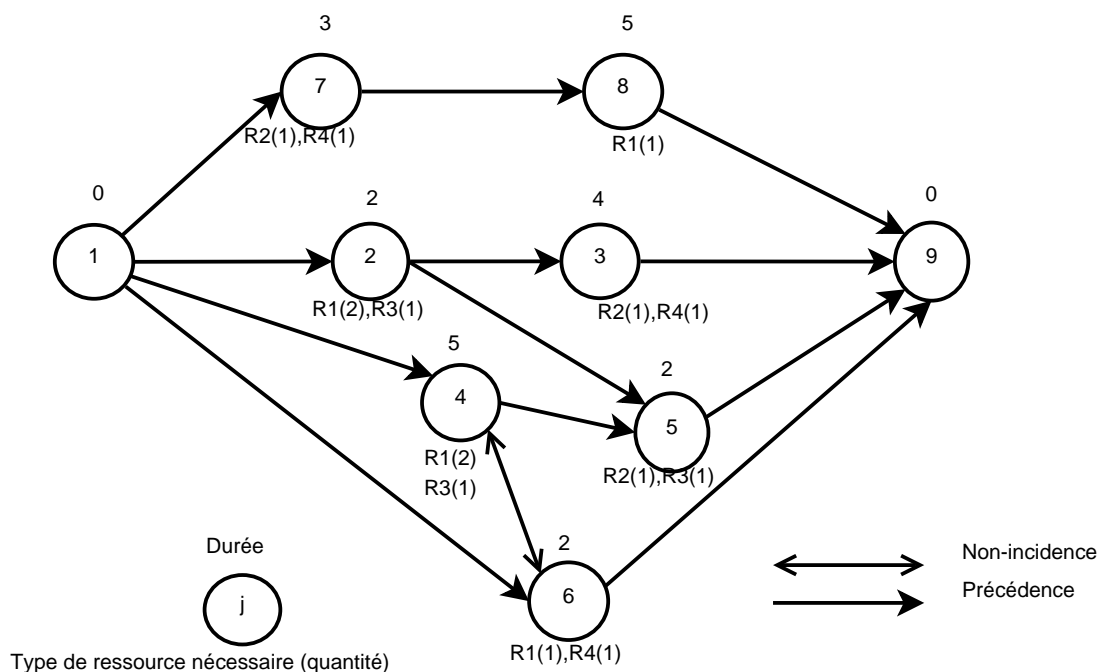 3
5
7
8
R2(1),R4(1)
R1(1)
0
2
4
0
1
2
3
9
R1(2),R3(1)
R2(1),R4(1)
5
2
4
5
R1(2)
R3(1)
R2(1),R3(1)
Durée
2
Non-incidence
Précédence
j
6
R1(1),R4(1)
Type de ressource nécessaire (quantité)